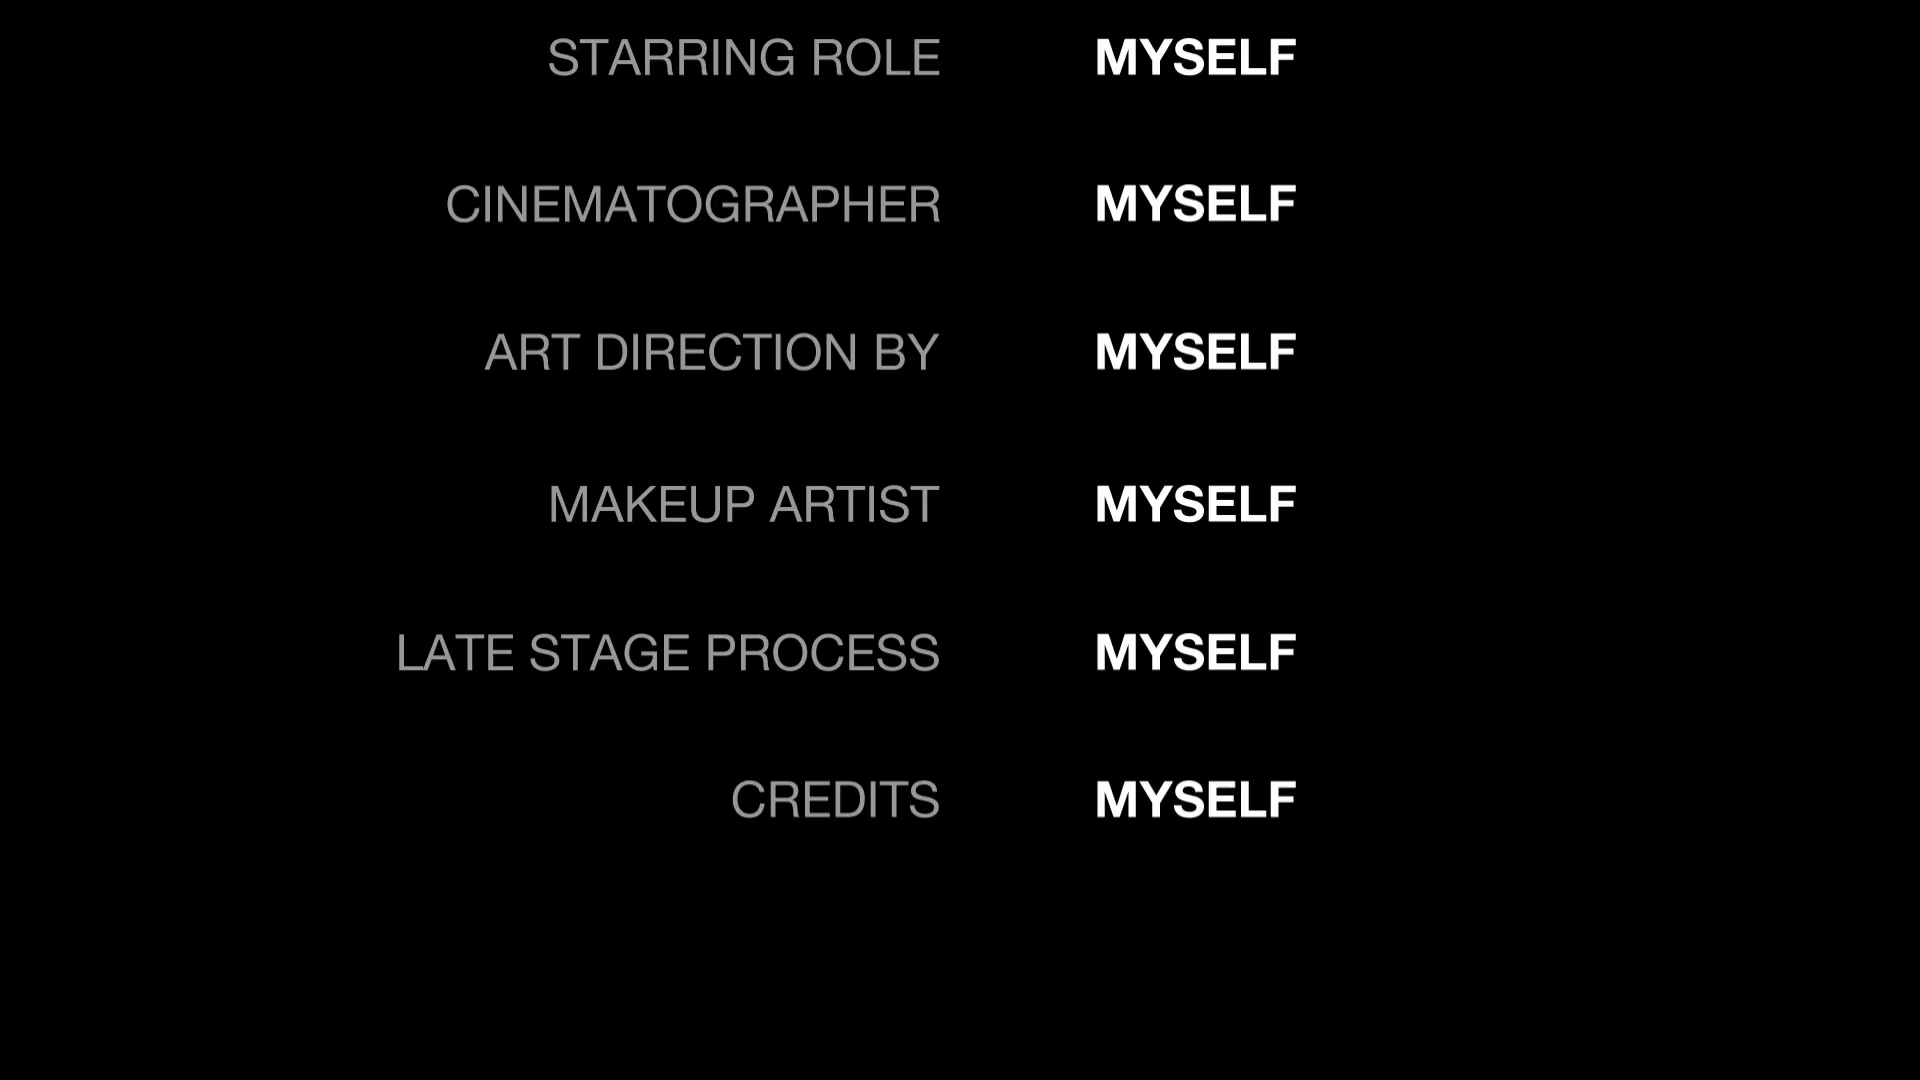 STARRING ROLE MYSELF
CINEMATOGRAPHER MYSELF
ART DIRECTION BY MYSELF
MAKEUP ARTIST MYSELF
LATE STAGE PROCESS MYSELF
CREDITS MYSELF